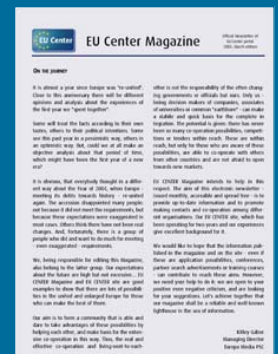 EU Center
EU Center Magazine
Official Newsletter of
EU Center portal
2005, March edition
ON THE JOURNEY
It is almost a year since Europe was "re-united".
Close to this anniversary there will be different
opinions and analysis about the experiences of
the first year we "spent together".
Some will treat the facts according to their own
tastes, others to their political intentions. Some
see this past year in a pessimistic way, others in
an optimistic way. But, could we at all make an
objective analysis about that period of time,
which might have been the first year of a new
era?
It is obvious, that everybody thought in a differ-
ent way about the Year of 2004, when Europe -
meeting its debts towards history - re-united
again. The accession disappointed many people:
not because it did not meet the requirements, but
because these expectations were exaggerated in
most cases. Others think there have not been real
changes. And, fortunately, there is a group of
people who did and want to do much for meeting
- even exaggerated - requirements.
We, being responsible for editing this Magazine,
also belong to the latter group. Our expectations
about the future are high but not excessive...
EU CENTER Magazine and EU CENTER site are good
examples to show that there are lots of possibili-
ties in the united and enlarged Europe for those
who can make the best of them.
Our aim is to form a community that is able and
dare to take advantages of those possibilities by
helping each other, and make basis for the exten-
sive co-operation in this way. Thus, the real and
effective co-operation and living-next-to-each-
other is not the responsibility of the often chang-
ing governments or officials but ours. Only us -
being decision makers of companies, associates
of universities or common "earthlings" - can make
a stable and quick basis for the complete in-
tegration. The potential is given: there has never
been so many co-operation possibilities, competi-
tions or tenders within reach. These are within
reach, but only for those who are aware of these
possibilities, are able to co-operate with others
from other countries and are not afraid to open
towards new markets.
EU CENTER Magazine intends to help in this
respect. The aim of this electronic newsletter -
issued monthly, accessible and spread free - is to
provide up-to-date information and to promote
making contacts and co-operation among differ-
ent organisations. Our EU CENTER site, which has
been operating for two years and our experiences
give excellent background for it.
We would like to hope that the information pub-
lished in the magazine and on the site - even if
these are application possibilities, conferences,
partner search advertisements or training courses
- can contribute to reach these aims. However,
we need your help to do it: we are open to your
positive even negative criticism, and are looking
for your suggestions. Let's achieve together that
our magazine shall be a reliable and well-known
lighthouse in the sea of information.
Killey Gábor
Managing Director
Europe Media PSC